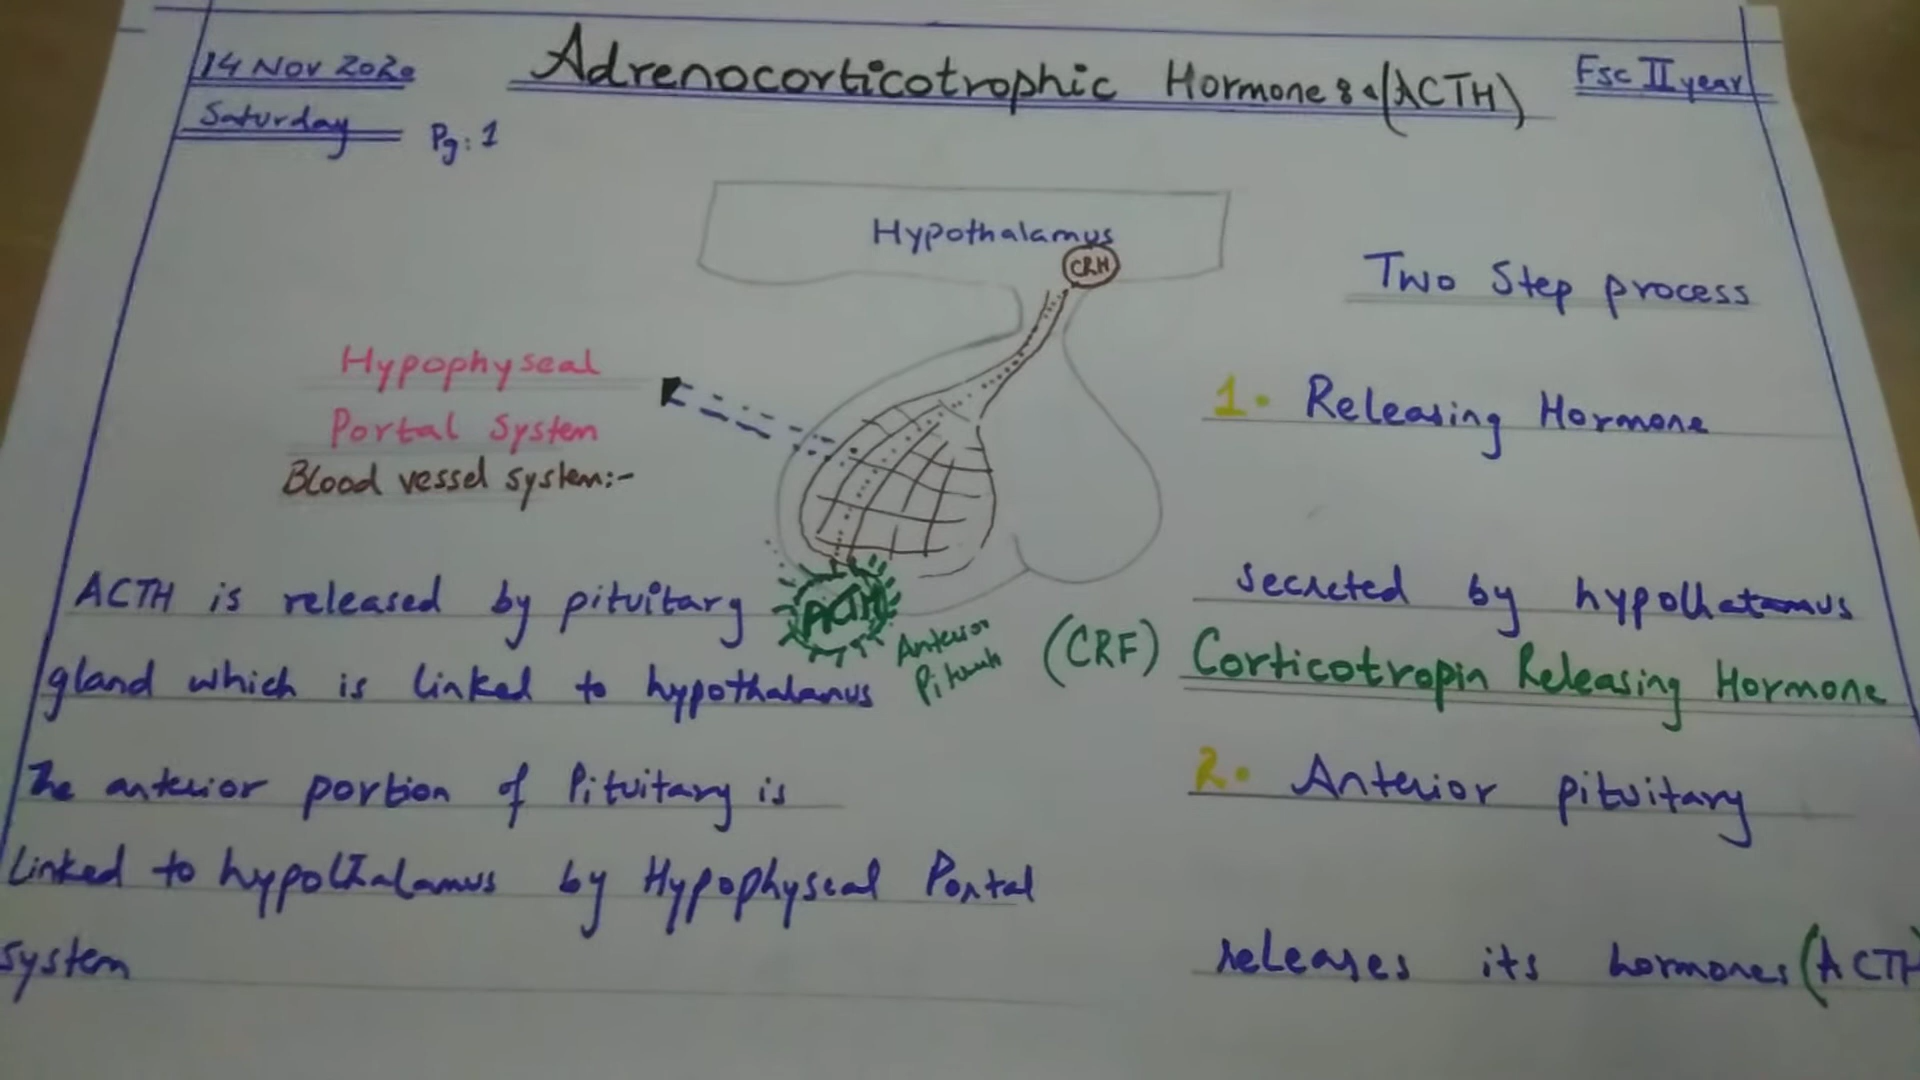 14 Nov 2020
Saturday
Pg: 1
Adrenocorticotrophic Hormone :- (ACTH)
Fsc II year
Hypothalamus
CRH
Hypophyseal
Portal System
Blood vessel system:-
ACTH is released by pituitary
gland which is linked to hypothalamus
The anterior portion of Pituitary is
Linked to hypothalamus by Hypophyseal Portal
system
ACTH
Anterior
Two Step process
1. Releasing Hormone
secreted by hypothatamus
(CRF) Corticotropin Releasing Hormone
2. Anterior pituitary
releases its hormones (ACTH)